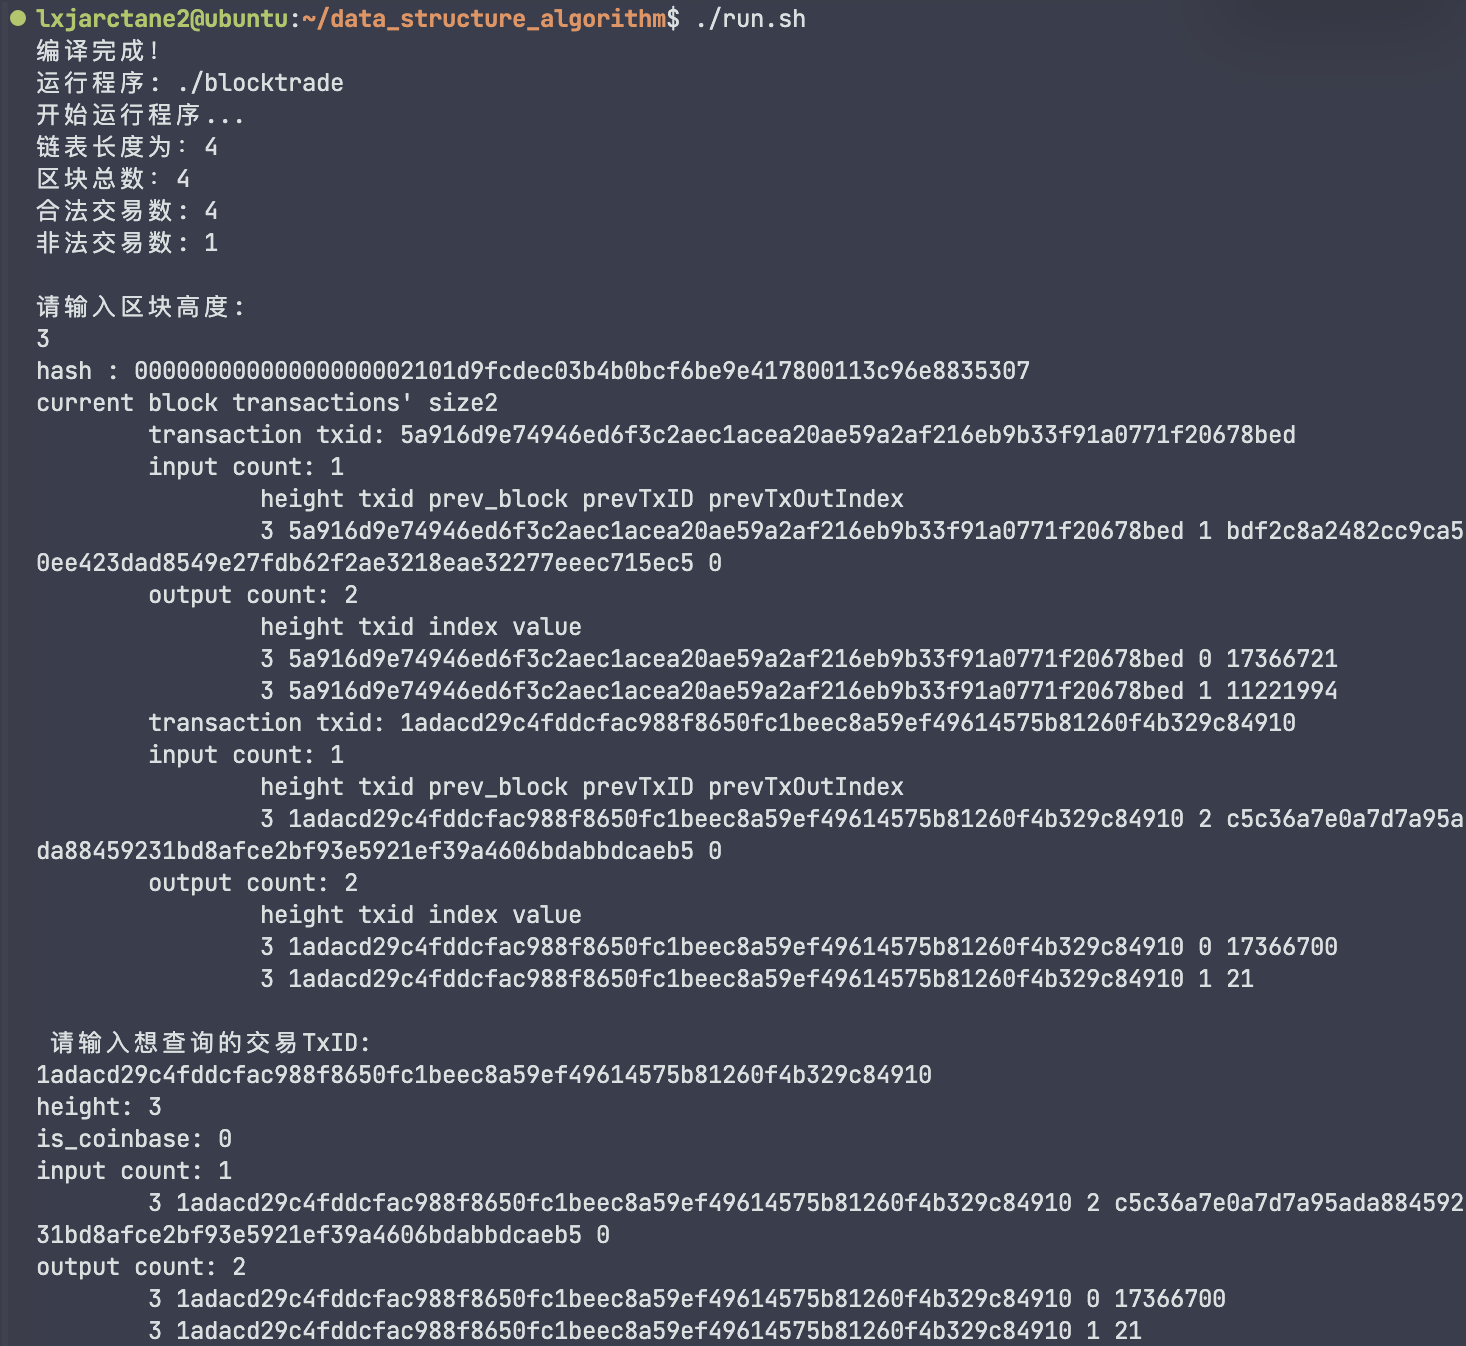 lxjarctane2@ubuntu:~/data_structure_algorithm$ ./run.sh
编译完成！
运行程序: ./blocktrade
开始运行程序...
链表长度为：4
区块总数：4
合法交易数: 4
非法交易数: 1
请输入区块高度:
3
hash : 00000000000000000002101d9fcdec03b4b0bcf6be9e417800113c96e8835307
current block transactions' size2
transaction txid: 5a916d9e74946ed6f3c2aec1acea20ae59a2af216eb9b33f91a0771f20678bed
input count: 1
height txid prev_block prevTxID prevTxOutIndex
3 5a916d9e74946ed6f3c2aec1acea20ae59a2af216eb9b33f91a0771f20678bed 1 bdf2c8a2482cc9ca5
0ee423dad8549e27fdb62f2ae3218eae32277eeec715ec5 0
output count: 2
height txid index value
3 5a916d9e74946ed6f3c2aec1acea20ae59a2af216eb9b33f91a0771f20678bed 0 17366721
3 5a916d9e74946ed6f3c2aec1acea20ae59a2af216eb9b33f91a0771f20678bed 1 11221994
transaction txid: 1adacd29c4fddcfac988f8650fc1beec8a59ef49614575b81260f4b329c84910
input count: 1
height txid prev_block prevTxID prevTxOutIndex
3 1adacd29c4fddcfac988f8650fc1beec8a59ef49614575b81260f4b329c84910 2 c5c36a7e0a7d7a95a
da88459231bd8afce2bf93e5921ef39a4606bdabbdcaeb5 0
output count: 2
height txid index value
3 1adacd29c4fddcfac988f8650fc1beec8a59ef49614575b81260f4b329c84910 0 17366700
3 1adacd29c4fddcfac988f8650fc1beec8a59ef49614575b81260f4b329c84910 1 21
请输入想查询的交易TxID:
1adacd29c4fddcfac988f8650fc1beec8a59ef49614575b81260f4b329c84910
height: 3
is_coinbase: 0
input count: 1
3 1adacd29c4fddcfac988f8650fc1beec8a59ef49614575b81260f4b329c84910 2 c5c36a7e0a7d7a95ada884592
31bd8afce2bf93e5921ef39a4606bdabbdcaeb5 0
output count: 2
3 1adacd29c4fddcfac988f8650fc1beec8a59ef49614575b81260f4b329c84910 0 17366700
3 1adacd29c4fddcfac988f8650fc1beec8a59ef49614575b81260f4b329c84910 1 21